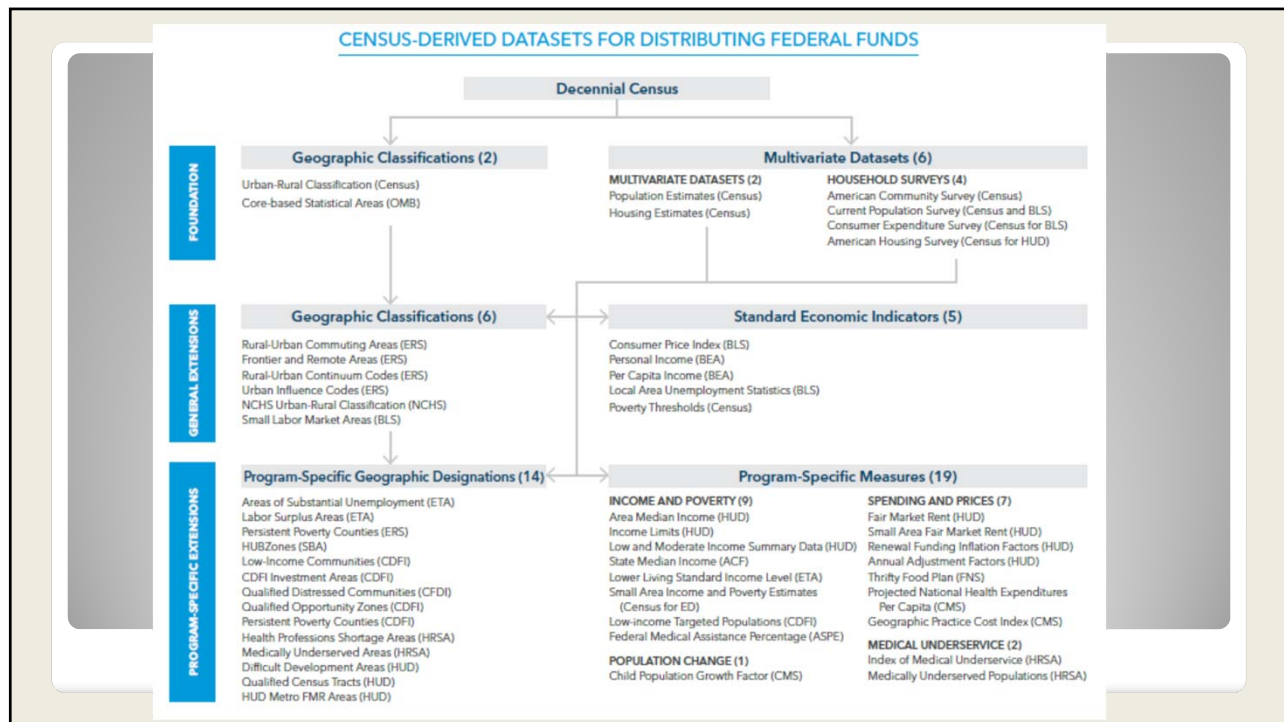 CENSUS-DERIVED DATASETS FOR DISTRIBUTING FEDERAL FUNDS
Decennial Census
FOUNDATION
Geographic Classifications (2)
Urban-Rural Classification (Census)
Core-based Statistical Areas (OMB)
Multivariate Datasets (6)
MULTIVARIATE DATASETS (2)
Population Estimates (Census)
Housing Estimates (Census)
HOUSEHOLD SURVEYS (4)
American Community Survey (Census)
Current Population Survey (Census and BLS)
Consumer Expenditure Survey (Census for BLS)
American Housing Survey (Census for HUD)
GENERAL EXTENSIONS
Geographic Classifications (6)
Rural-Urban Commuting Areas (ERS)
Frontier and Remote Areas (ERS)
Rural-Urban Continuum Codes (ERS)
Urban Influence Codes (ERS)
NCHS Urban-Rural Classification (NCHS)
Small Labor Market Areas (BLS)
Standard Economic Indicators (5)
Consumer Price Index (BLS)
Personal Income (BEA)
Per Capita Income (BEA)
Local Area Unemployment Statistics (BLS)
Poverty Thresholds (Census)
PROGRAM-SPECIFIC EXTENSIONS
Program-Specific Geographic Designations (14)
Areas of Substantial Unemployment (ETA)
Labor Surplus Areas (ETA)
Persistent Poverty Counties (ERS)
HUBZones (SBA)
Low-Income Communities (CDFI)
CDFI Investment Areas (CDFI)
Qualified Distressed Communities (CFDI)
Qualified Opportunity Zones (CDFI)
Persistent Poverty Counties (CDFI)
Health Professions Shortage Areas (HRSA)
Medically Underserved Areas (HRSA)
Difficult Development Areas (HUD)
Qualified Census Tracts (HUD)
HUD Metro FMR Areas (HUD)
Program-Specific Measures (19)
INCOME AND POVERTY (9)
Area Median Income (HUD)
Income Limits (HUD)
Low and Moderate Income Summary Data (HUD)
State Median Income (ACF)
Lower Living Standard Income Level (ETA)
Small Area Income and Poverty Estimates
(Census for ED)
Low-income Targeted Populations (CDFI)
Federal Medical Assistance Percentage (ASPE)
POPULATION CHANGE (1)
Child Population Growth Factor (CMS)
SPENDING AND PRICES (7)
Fair Market Rent (HUD)
Small Area Fair Market Rent (HUD)
Renewal Funding Inflation Factors (HUD)
Annual Adjustment Factors (HUD)
Thrifty Food Plan (FNS)
Projected National Health Expenditures
Per Capita (CMS)
Geographic Practice Cost Index (CMS)
MEDICAL UNDERSERVICE (2)
Index of Medical Underservice (HRSA)
Medically Underserved Populations (HRSA)